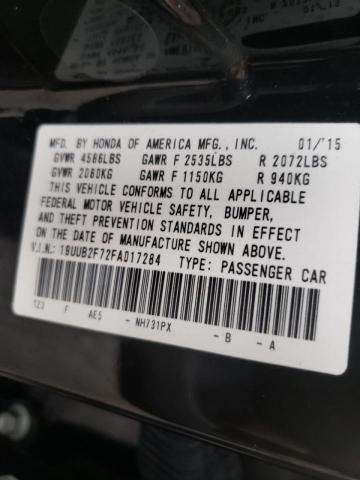 MFD. BY HONDA OF AMERICA MFG., INC. 01/'15
GVWR 4586LBS GAWR F 2535LBS R 2072LBS
GVWR 2080KG GAWR F 1150KG R 940KG
THIS VEHICLE CONFORMS TO ALL APPLICABLE
FEDERAL MOTOR VEHICLE SAFETY, BUMPER,
AND THEFT PREVENTION STANDARDS IN EFFECT
ON THE DATE OF MANUFACTURE SHOWN ABOVE.
V.I.N.: 19UUB2F72FA017284 TYPE: PASSENGER CAR
TZ3 F AE5 - NH731PX - B - A